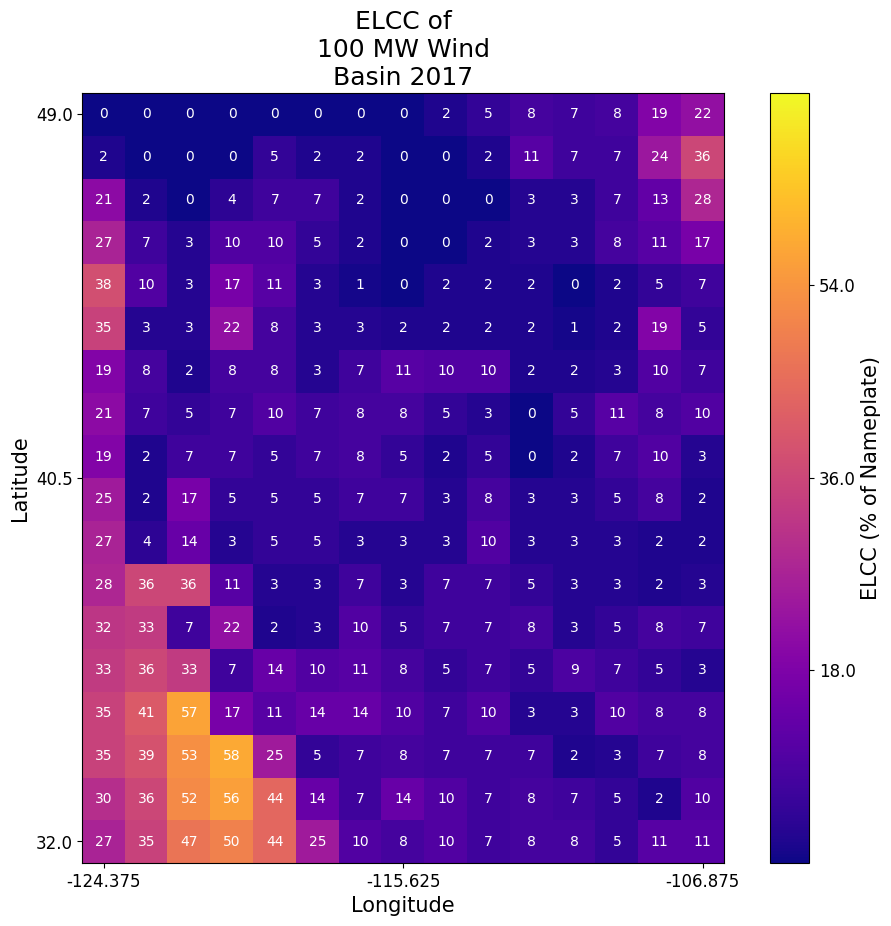 ELCC of
100 MW Wind
Basin 2017
49.0
0 0 0 0 0 0 0 0 2 5 8 7 8 19 22
2 0 0 0 5 2 2 0 0 2 11 7 7 24 36
21 2 0 4 7 7 2 0 0 0 3 3 7 13 28
27 7 3 10 10 5 2 0 0 2 3 3 8 11 17
38 10 3 17 11 3 1 0 2 2 2 0 2 5 7
35 3 3 22 8 3 3 2 2 2 2 1 2 19 5
19 8 2 8 8 3 7 11 10 10 2 2 3 10 7
21 7 5 7 10 7 8 8 5 3 0 5 11 8 10
40.5
19 2 7 7 5 7 8 5 2 5 0 2 7 10 3
25 2 17 5 5 5 7 7 3 8 3 3 5 8 2
27 4 14 3 5 5 3 3 3 10 3 3 3 2 2
28 36 36 11 3 3 7 3 7 7 5 3 3 2 3
32 33 7 22 2 3 10 5 7 7 8 3 5 8 7
33 36 33 7 14 10 11 8 5 7 5 9 7 5 3
35 41 57 17 11 14 14 10 7 10 3 3 10 8 8
35 39 53 58 25 5 7 8 7 7 7 2 3 7 8
30 36 52 56 44 14 7 14 10 7 8 7 5 2 10
32.0
27 35 47 50 44 25 10 8 10 7 8 8 5 11 11
-124.375
-115.625
-106.875
Longitude
Latitude
54.0
36.0
18.0
ELCC (% of Nameplate)